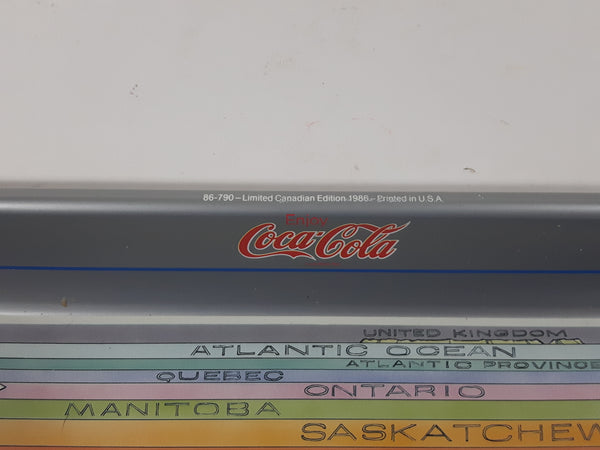 86-790 – Limited Canadian Edition 1986 - Printed in U.S.A.
Enjoy
Coca-Cola
UNITED KINGDOM
ATLANTIC OCEAN
ATLANTIC PROVINCE
QUEBEC
ONTARIO
MANITOBA
SASKATCHEW